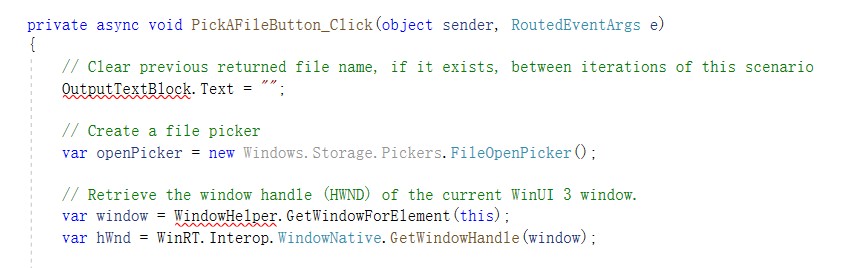 private async void PickAFileButton_Click(object sender, RoutedEventArgs e)
{
// Clear previous returned file name, if it exists, between iterations of this scenario
OutputTextBlock.Text = "";
// Create a file picker
var openPicker = new Windows.Storage.Pickers.FileOpenPicker();
// Retrieve the window handle (HWND) of the current WinUI 3 window.
var window = WindowHelper.GetWindowForElement(this);
var hWnd = WinRT.Interop.WindowNative.GetWindowHandle(window);